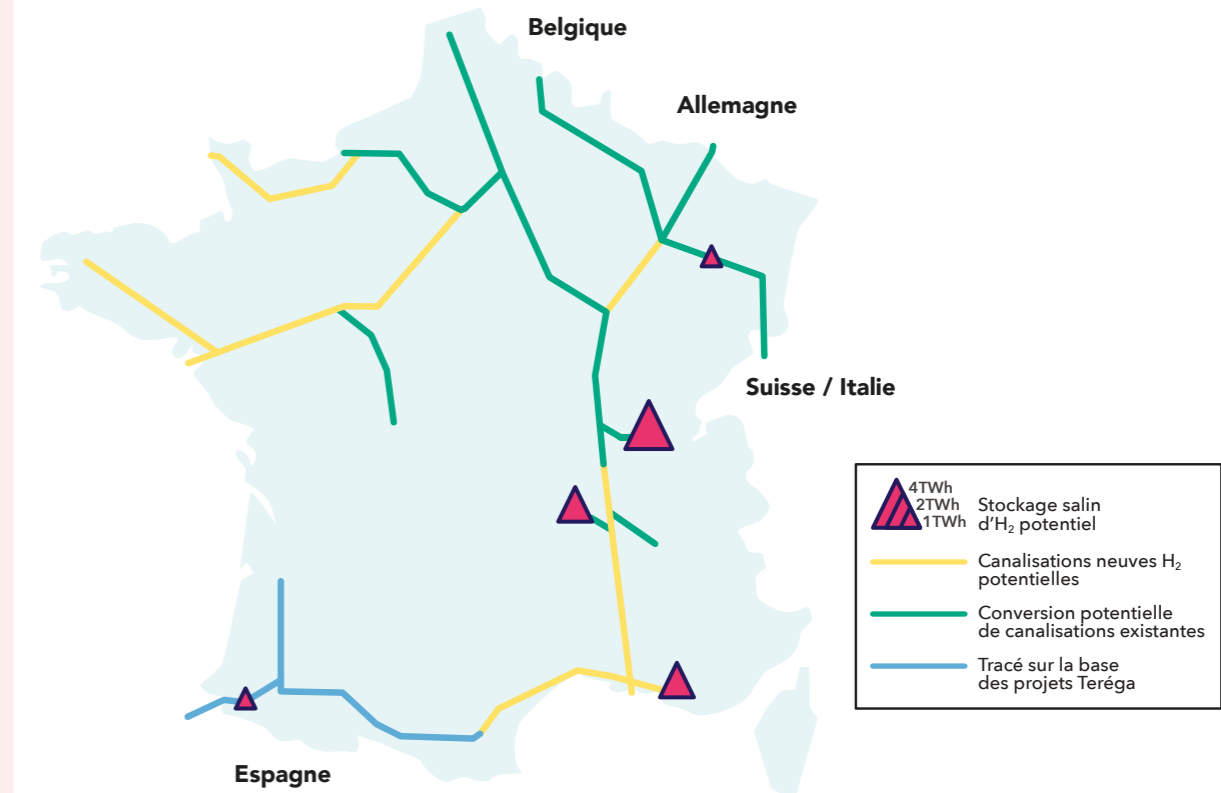 Belgique
Allemagne
Suisse / Italie
Espagne
4TWh
2TWh
1TWh
Stockage salin
d'H₂ potentiel
Canalisations neuves H₂
potentielles
Conversion potentielle
de canalisations existantes
Tracé sur la base
des projets Teréga